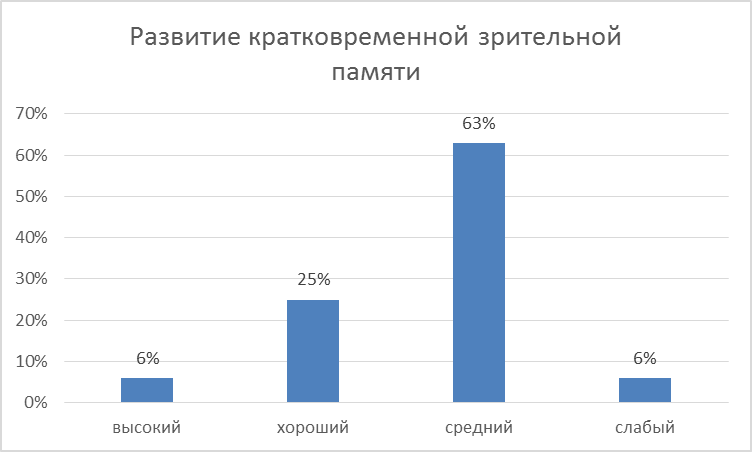 Развитие кратковременной зрительной
памяти
70%
60%
50%
40%
30%
20%
10%
0%
6%
25%
63%
6%
высокий
хороший
средний
слабый